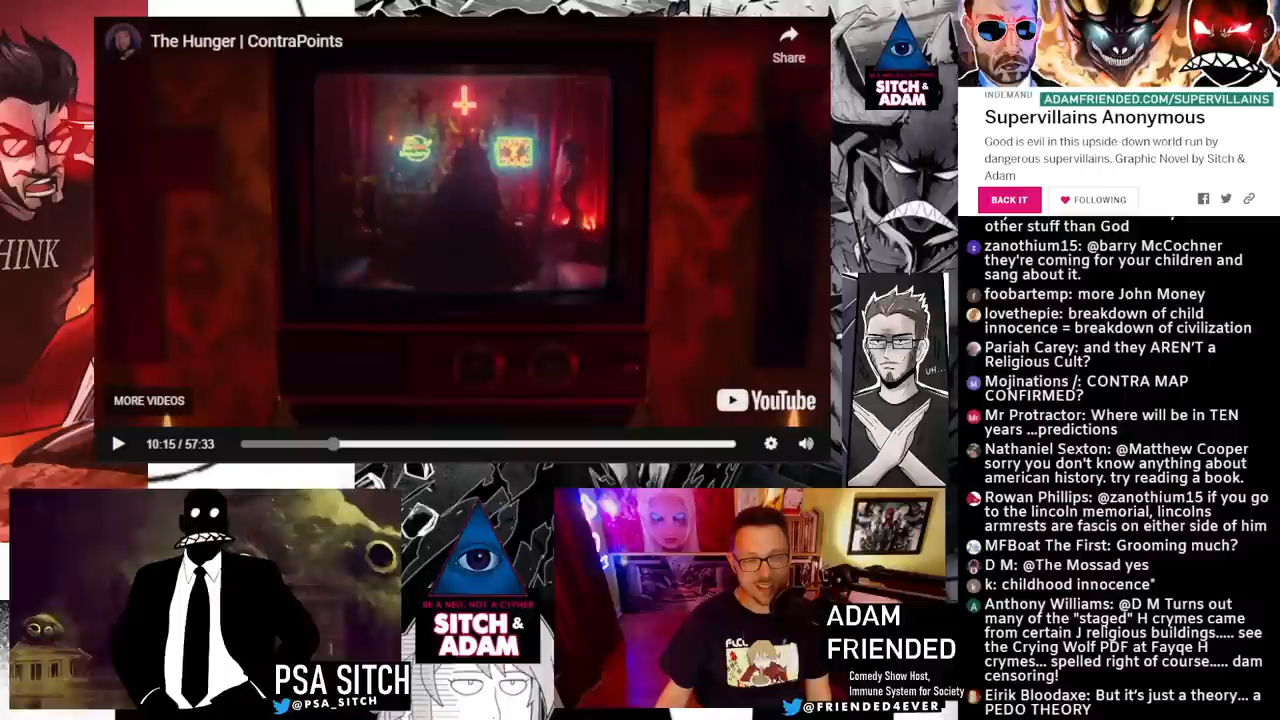 The Hunger | ContraPoints
Share
MORE VIDEOS
YouTube
10:15 / 57:33
HINK
SITCH &
ADAM
UH...
INDEMAND
ADAMFRIENDED.COM/SUPERVILLAINS
Supervillains Anonymous
Good is evil in this upside-down world run by
dangerous supervillains. Graphic Novel by Sitch &
Adam
BACK IT
FOLLOWING
other stuff than God
zanothium15: @barry McCochner
they're coming for your children and
sang about it.
foobartemp: more John Money
lovethepie: breakdown of child
innocence = breakdown of civilization
Pariah Carey: and they AREN'T a
Religious Cult?
Mojinations /: CONTRA MAP
CONFIRMED?
Mr Protractor: Where will be in TEN
years ...predictions
Nathaniel Sexton: @Matthew Cooper
sorry you don't know anything about
american history. try reading a book.
Rowan Phillips: @zanothium15 if you go
to the lincoln memorial, lincolns
armrests are fascis on either side of him
MFBoat The First: Grooming much?
D M: @The Mossad yes
k: childhood innocence*
Anthony Williams: @D M Turns out
many of the "staged" H crymes came
from certain J religious buildings..... see
the Crying Wolf PDF at Fayqe H
crymes... spelled right of course..... dam
censoring!
Eirik Bloodaxe: But it's just a theory... a
PEDO THEORY
PSA SITCH
@PSA_SITCH
BE A NEO, NOT A CYPHER
SITCH &
ADAM
FLCL
ADAM
FRIENDED
Comedy Show Host,
Immune System for Society
@FRIENDED4EVER